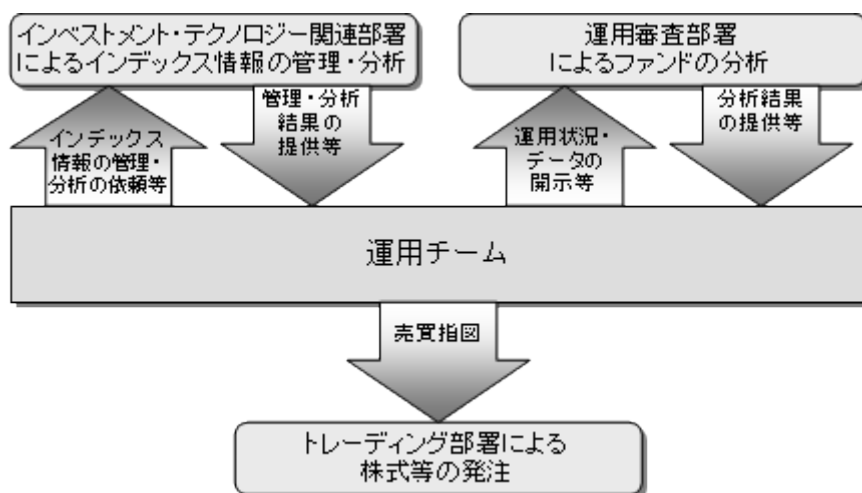 インベストメント・テクノロジー関連部署
によるインデックス情報の管理・分析
運用審査部署
によるファンドの分析
インデックス
情報の管理・
分析の依頼等
管理・分析
結果の
提供等
運用状況・
データの
開示等
分析結果
の提供等
運用チーム
売買指図
トレーディング部署による
株式等の発注